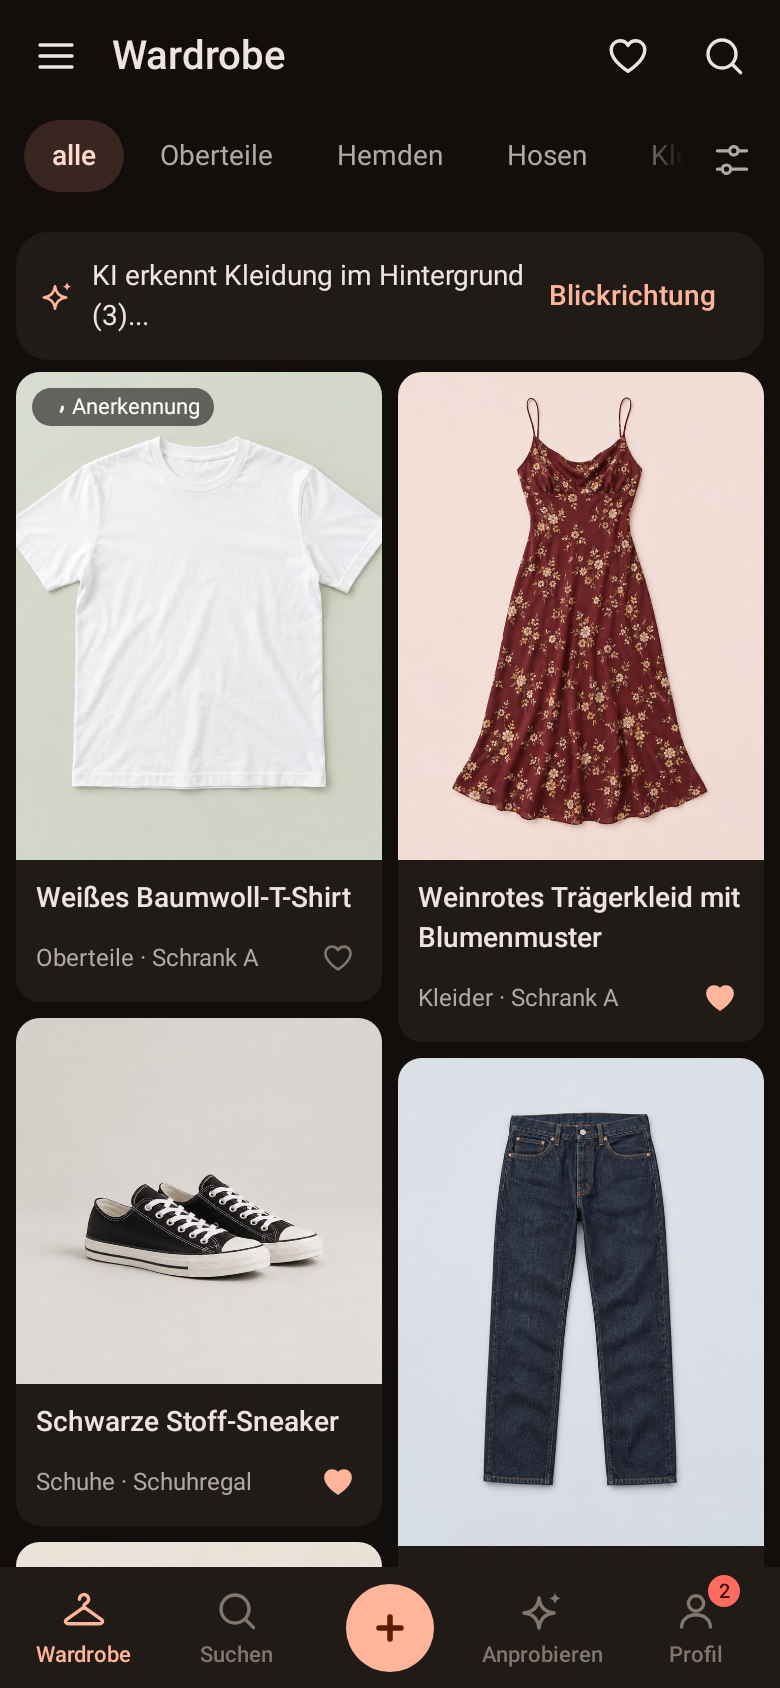 Wardrobe
alle
Oberteile
Hemden
Hosen
KI erkennt Kleidung im Hintergrund
(3)...
Blickrichtung
Anerkennung
Weißes Baumwoll-T-Shirt
Oberteile · Schrank A
Weinrotes Trägerkleid mit
Blumenmuster
Kleider · Schrank A
Schwarze Stoff-Sneaker
Schuhe · Schuhregal
Wardrobe
Suchen
Anprobieren
2
Profil